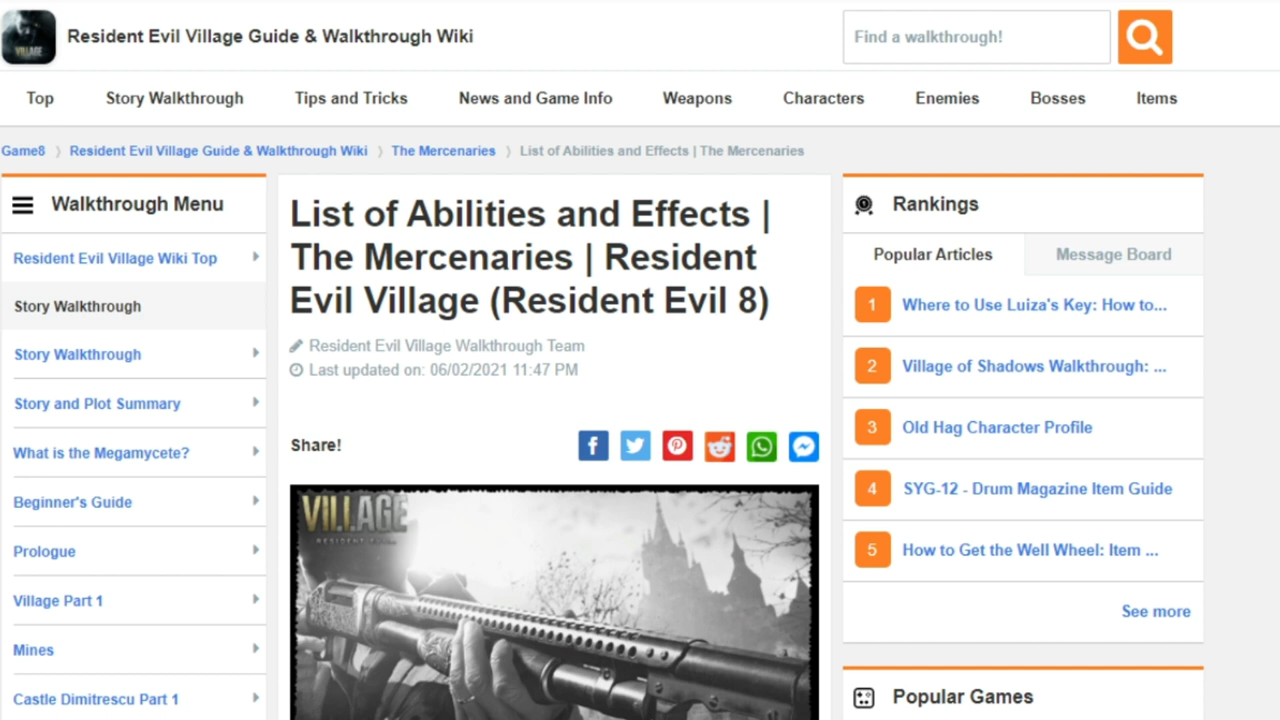 VILLAGE
Resident Evil Village Guide & Walkthrough Wiki
Find a walkthrough!
Top
Story Walkthrough
Tips and Tricks
News and Game Info
Weapons
Characters
Enemies
Bosses
Items
Game8 〉 Resident Evil Village Guide & Walkthrough Wiki 〉 The Mercenaries 〉 List of Abilities and Effects | The Mercenaries
Walkthrough Menu
Resident Evil Village Wiki Top
Story Walkthrough
Story Walkthrough
Story and Plot Summary
What is the Megamycete?
Beginner's Guide
Prologue
Village Part 1
Mines
Castle Dimitrescu Part 1
List of Abilities and Effects |
The Mercenaries | Resident
Evil Village (Resident Evil 8)
Resident Evil Village Walkthrough Team
Last updated on: 06/02/2021 11:47 PM
Share!
VILLAGE
RESIDENT EVIL
Rankings
Popular Articles
Message Board
1 Where to Use Luiza's Key: How to...
2 Village of Shadows Walkthrough: ...
3 Old Hag Character Profile
4 SYG-12 - Drum Magazine Item Guide
5 How to Get the Well Wheel: Item ...
See more
Popular Games